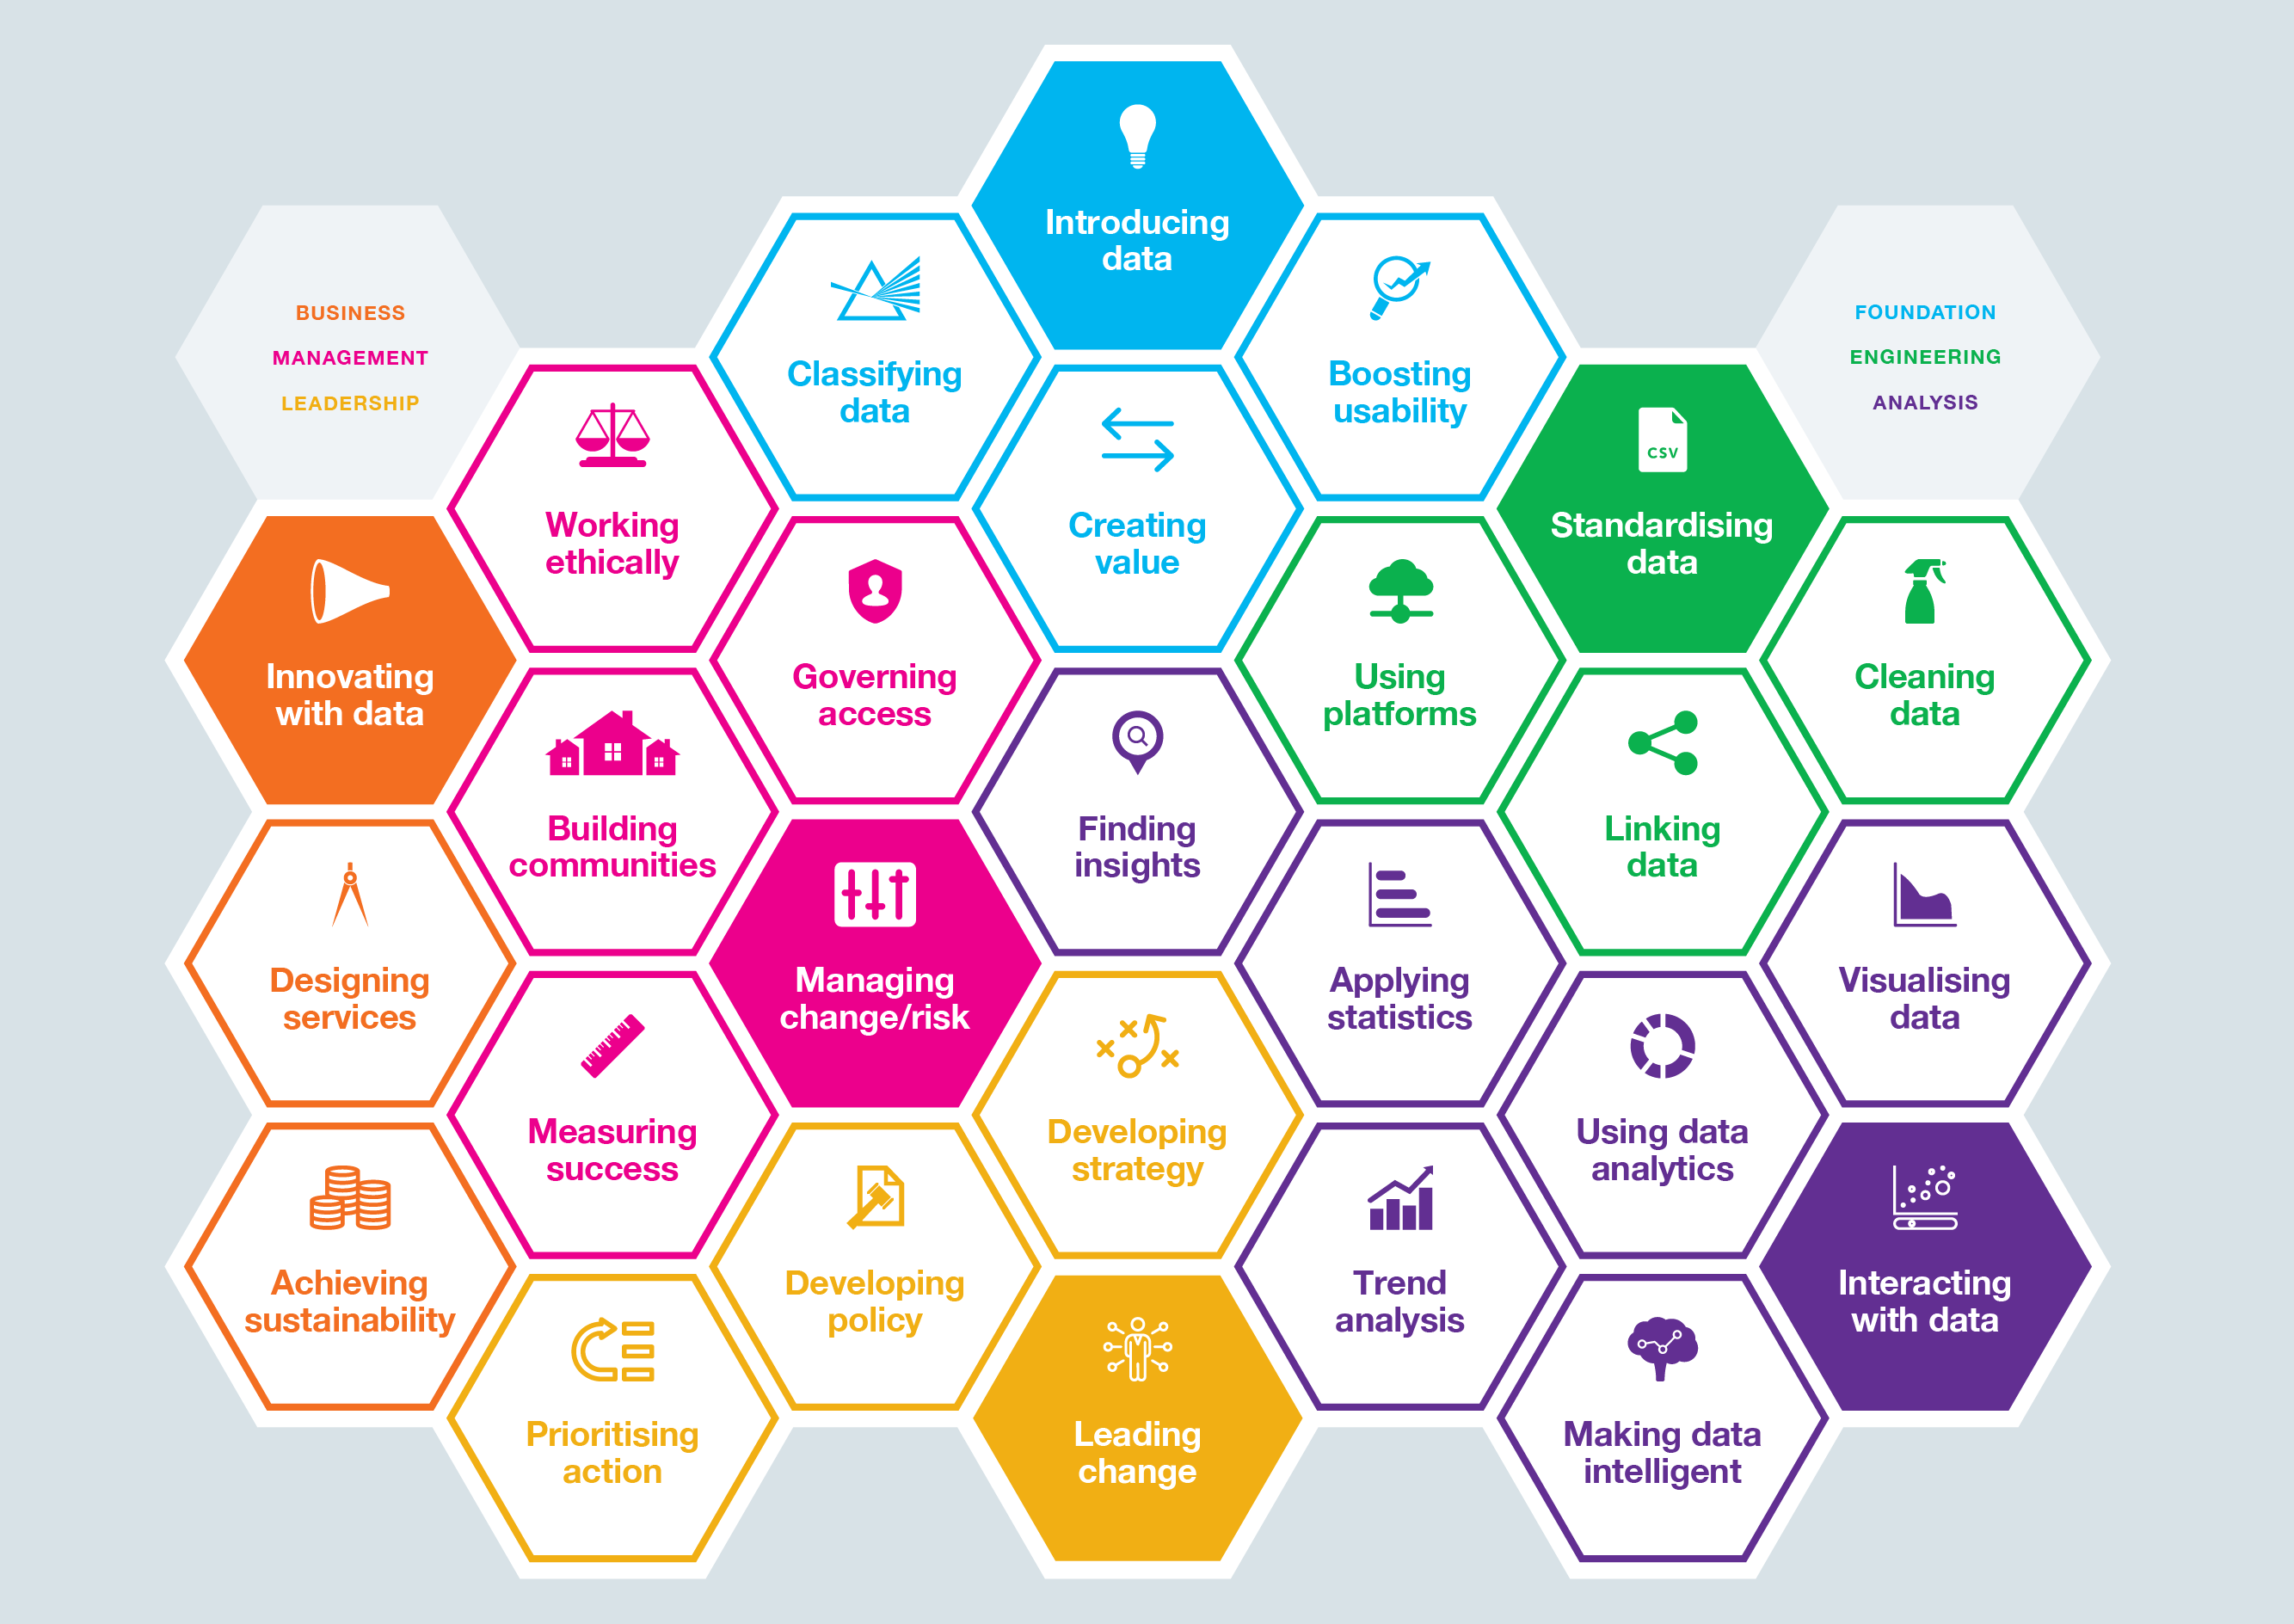 Introducing
data
BUSINESS
MANAGEMENT
LEADERSHIP
Classifying
data
Boosting
usability
FOUNDATION
ENGINEERING
ANALYSIS
Working
ethically
Creating
value
CSV
Standardising
data
Innovating
with data
Governing
access
Using
platforms
Cleaning
data
Building
communities
Finding
insights
Linking
data
Designing
services
Managing
change/risk
Applying
statistics
Visualising
data
Measuring
success
Developing
strategy
Using data
analytics
Achieving
sustainability
Developing
policy
Trend
analysis
Interacting
with data
Prioritising
action
Leading
change
Making data
intelligent